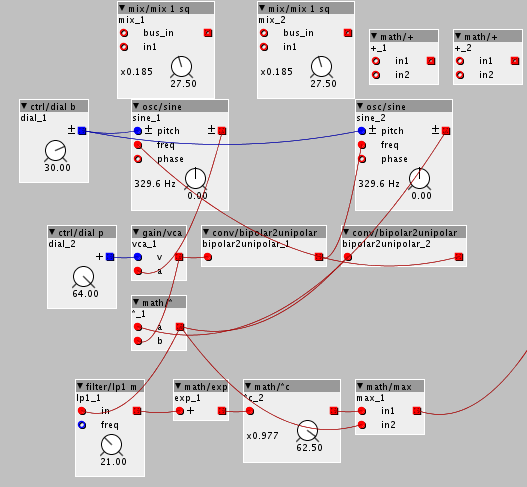 mix/mix 1 sq
mix_1
bus_in
in1
x0.185
27.50
mix/mix 1 sq
mix_2
bus_in
in1
x0.185
27.50
math/+
+_1
in1
in2
math/+
+_2
in1
in2
ctrl/dial b
dial_1
±
30.00
osc/sine
sine_1
± pitch ±
freq
phase
329.6 Hz
0.00
osc/sine
sine_2
± pitch ±
freq
phase
329.6 Hz
0.00
ctrl/dial p
dial_2
+
64.00
gain/vca
vca_1
v
a
conv/bipolar2unipolar
bipolar2unipolar_1
conv/bipolar2unipolar
bipolar2unipolar_2
math/*
*_1
a
b
filter/lp1 m
lp1_1
in
freq
21.00
math/exp
exp_1
+
math/*c
*c_2
x0.977
62.50
math/max
max_1
in1
in2